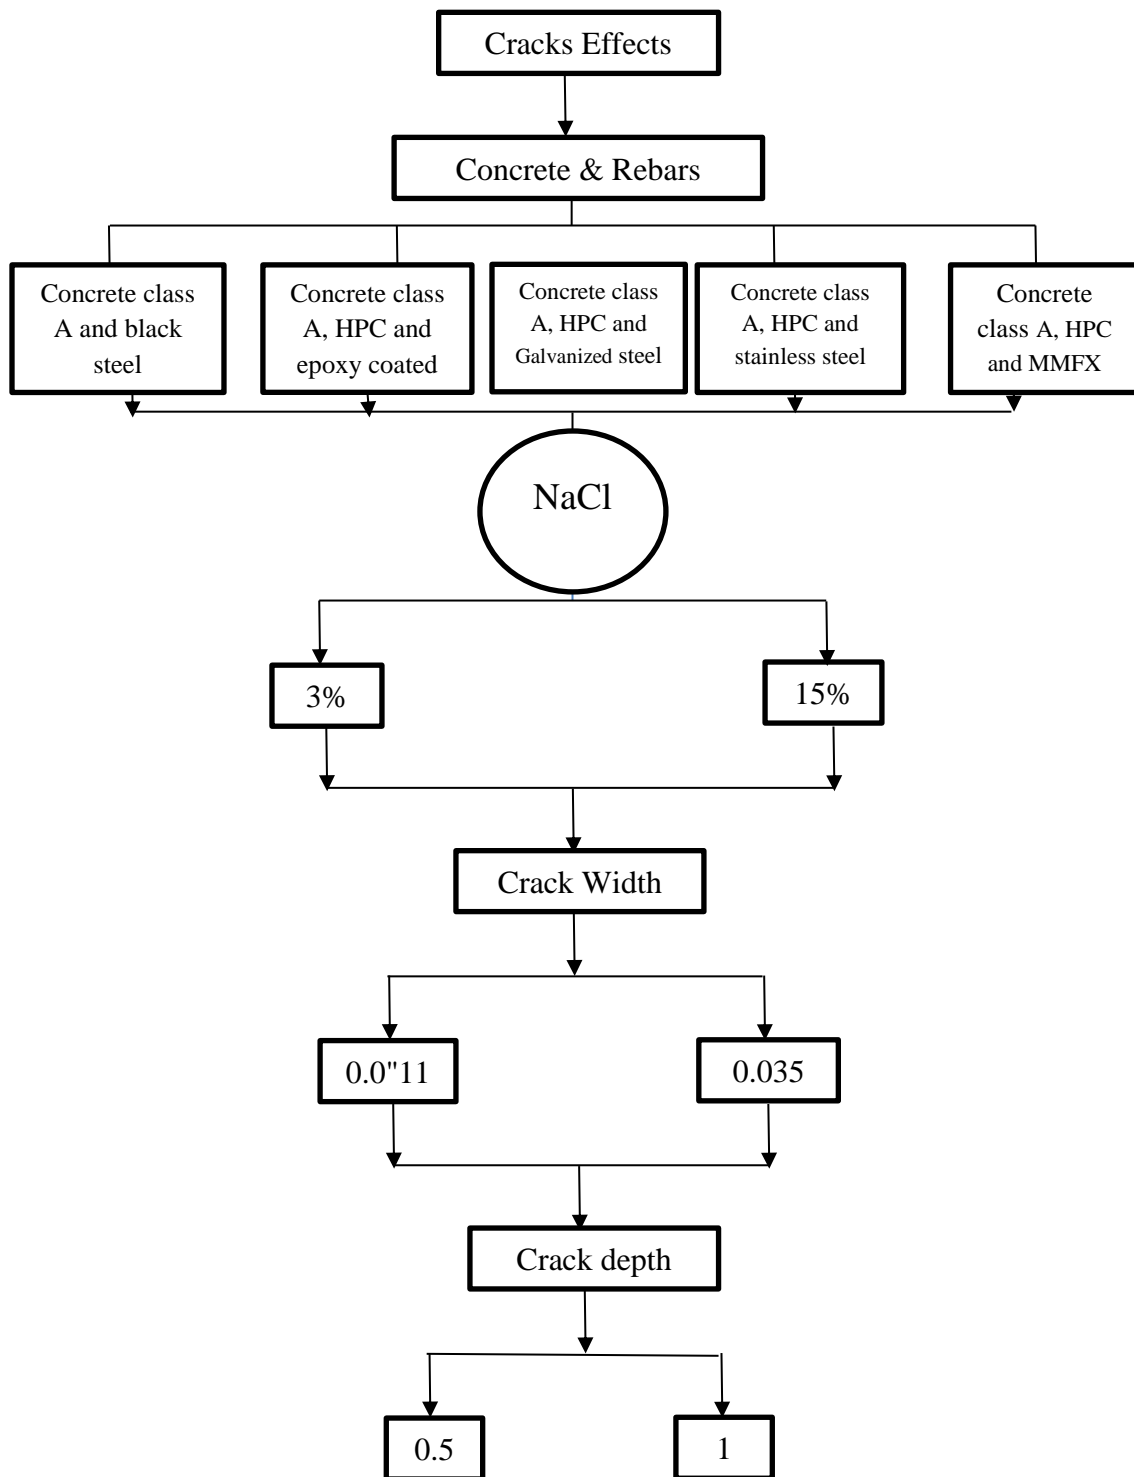 Cracks Effects
Concrete & Rebars
Concrete class
A and black
steel
Concrete class
A, HPC and
epoxy coated
Concrete class
A, HPC and
Galvanized steel
Concrete class
A, HPC and
stainless steel
Concrete
class A, HPC
and MMFX
NaCl
3%
15%
Crack Width
0.0"11
0.035
Crack depth
0.5
1